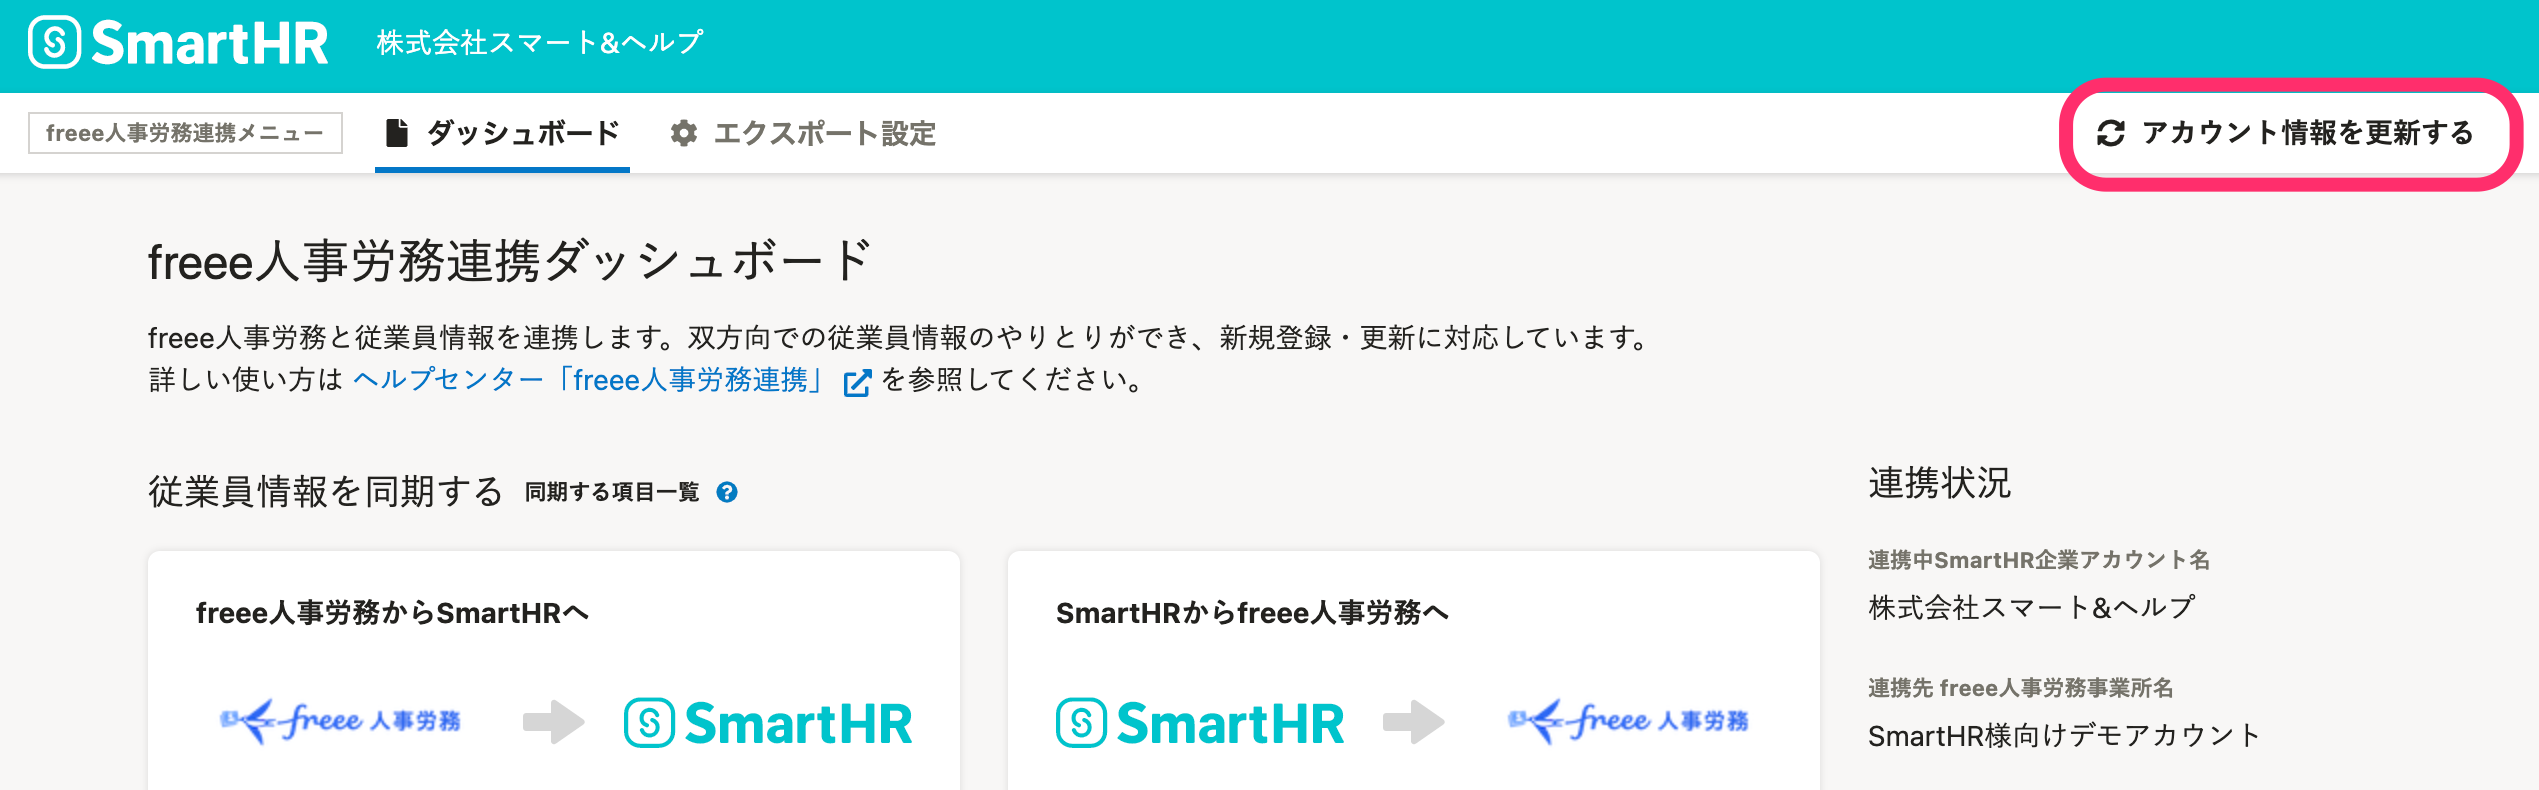 SmartHR 株式会社スマート&ヘルプ
freee人事労務連携メニュー ダッシュボード エクスポート設定 アカウント情報を更新する
freee人事労務連携ダッシュボード
freee人事労務と従業員情報を連携します。双方向での従業員情報のやりとりができ、新規登録・更新に対応しています。
詳しい使い方は ヘルプセンター「freee人事労務連携」 を参照してください。
従業員情報を同期する 同期する項目一覧
freee人事労務からSmartHRへ
freee 人事労務 SmartHR
SmartHRからfreee人事労務へ
SmartHR freee 人事労務
連携状況
連携中SmartHR企業アカウント名
株式会社スマート&ヘルプ
連携先 freee人事労務事業所名
SmartHR様向けデモアカウント